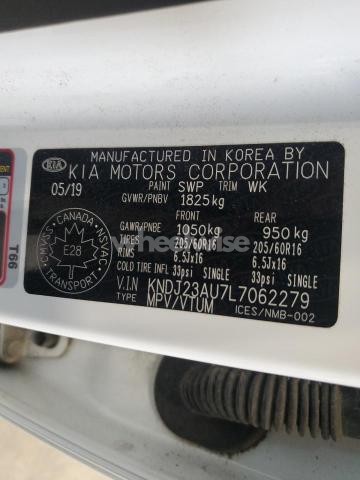 MANUFACTURED IN KOREA BY
KIA KIA MOTORS CORPORATION
05/19 PAINT SWP TRIM WK
GVWR/PNBV 1825kg
FRONT REAR
GAWR/PNBE 1050kg 950kg
TIRES 205/60R16 205/60R16
RIMS 6.5Jx16 6.5Jx16
COLD TIRE INFL 33psi SINGLE 33psi SINGLE
V.I.N KNDJ23AU7L7062279
TYPE MPV/VTUM ICES/NMB-002
CANADA
CMVSS NSVAC
E28
TRANSPORT
T66